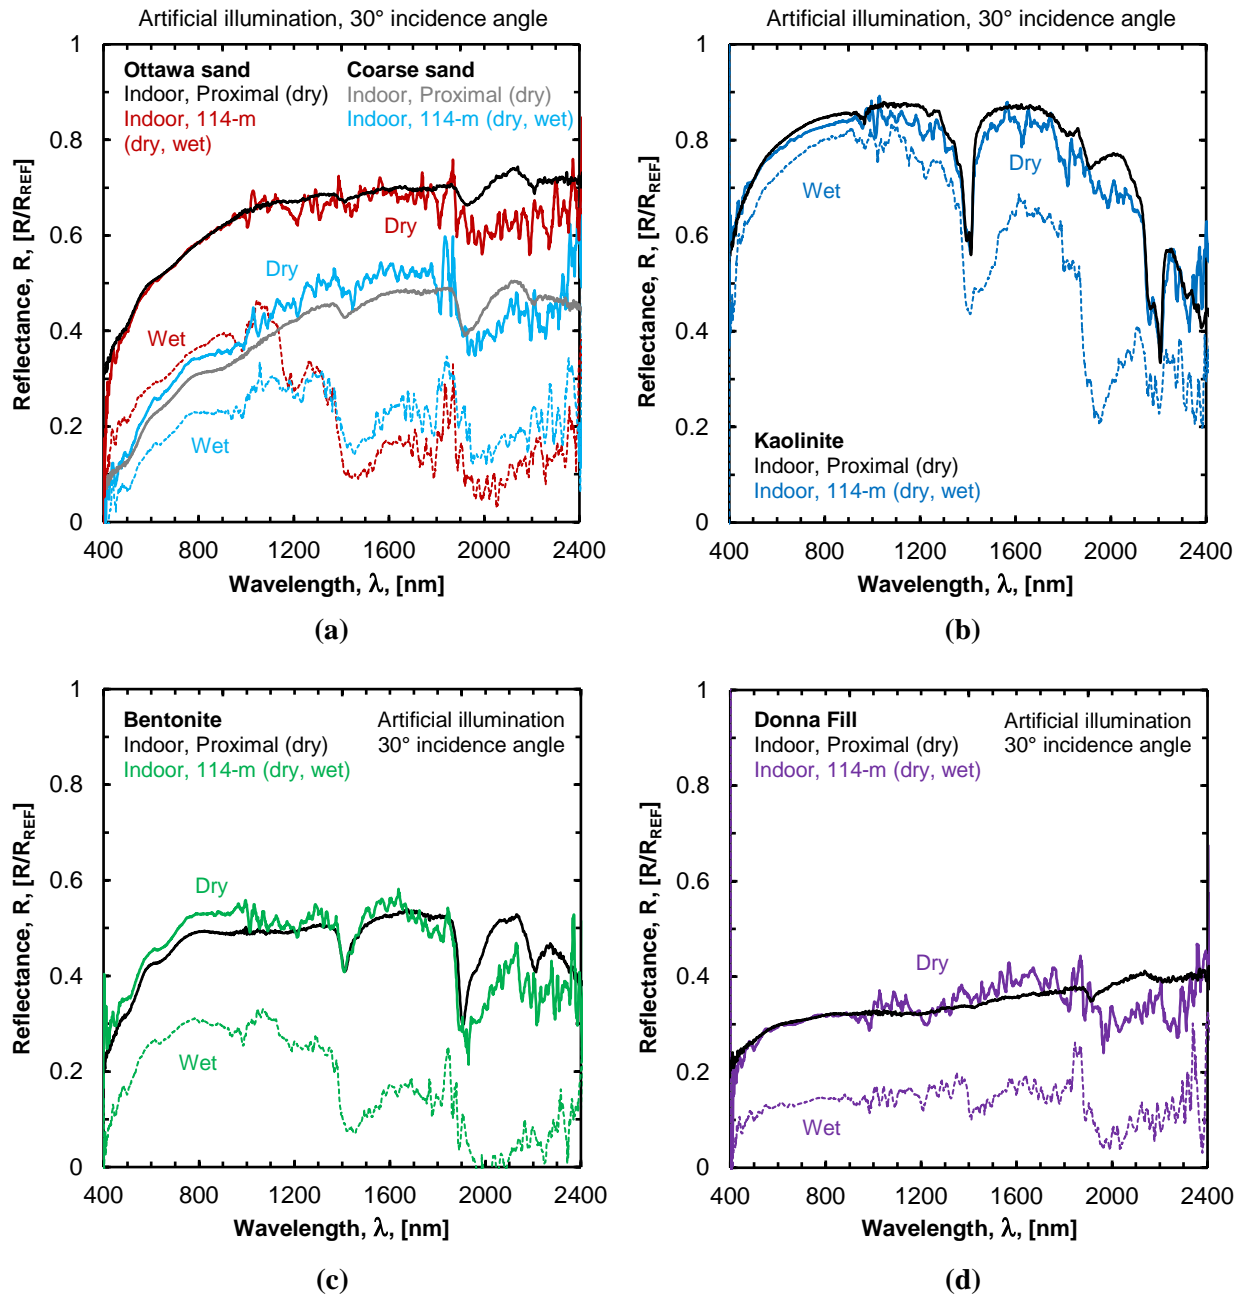 Artificial illumination, 30° incidence angle
Reflectance, R, [R/R_REF]
1
0.8
0.6
0.4
0.2
0
Ottawa sand
Indoor, Proximal (dry)
Indoor, 114-m
(dry, wet)
Coarse sand
Indoor, Proximal (dry)
Indoor, 114-m (dry, wet)
Dry
Dry
Wet
Wet
400 800 1200 1600 2000 2400
Wavelength, λ, [nm]
(a)
Artificial illumination, 30° incidence angle
Reflectance, R, [R/R_REF]
1
0.8
0.6
0.4
0.2
0
Dry
Wet
Kaolinite
Indoor, Proximal (dry)
Indoor, 114-m (dry, wet)
400 800 1200 1600 2000 2400
Wavelength, λ, [nm]
(b)
Reflectance, R, [R/R_REF]
1
0.8
0.6
0.4
0.2
0
Bentonite
Indoor, Proximal (dry)
Indoor, 114-m (dry, wet)
Artificial illumination
30° incidence angle
Dry
Wet
400 800 1200 1600 2000 2400
Wavelength, λ, [nm]
(c)
Reflectance, R, [R/R_REF]
1
0.8
0.6
0.4
0.2
0
Donna Fill
Indoor, Proximal (dry)
Indoor, 114-m (dry, wet)
Artificial illumination
30° incidence angle
Dry
Wet
400 800 1200 1600 2000 2400
Wavelength, λ, [nm]
(d)